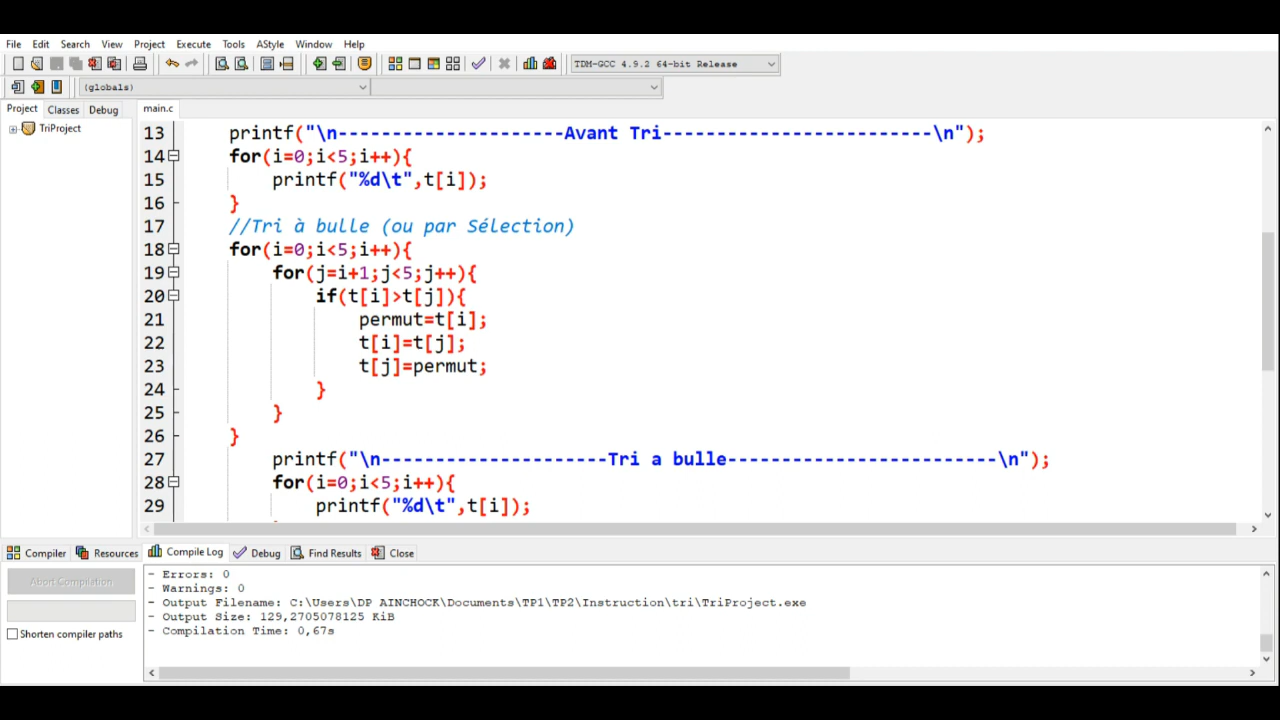 File Edit Search View Project Execute Tools AStyle Window Help
TDM-GCC 4.9.2 64-bit Release
(globals)
Project Classes Debug main.c
TriProject
13 printf("\n---------------------Avant Tri-------------------------\n");
14 for(i=0;i<5;i++){
15 printf("%d\t",t[i]);
16 }
17 //Tri à bulle (ou par Sélection)
18 for(i=0;i<5;i++){
19 for(j=i+1;j<5;j++){
20 if(t[i]>t[j]){
21 permut=t[i];
22 t[i]=t[j];
23 t[j]=permut;
24 }
25 }
26 }
27 printf("\n---------------------Tri a bulle-------------------------\n");
28 for(i=0;i<5;i++){
29 printf("%d\t",t[i]);
Compiler Resources Compile Log Debug Find Results Close
Abort Compilation
Shorten compiler paths
- Errors: 0
- Warnings: 0
- Output Filename: C:\Users\DP AINCHOCK\Documents\TP1\TP2\Instruction\tri\TriProject.exe
- Output Size: 129,2705078125 KiB
- Compilation Time: 0,67s